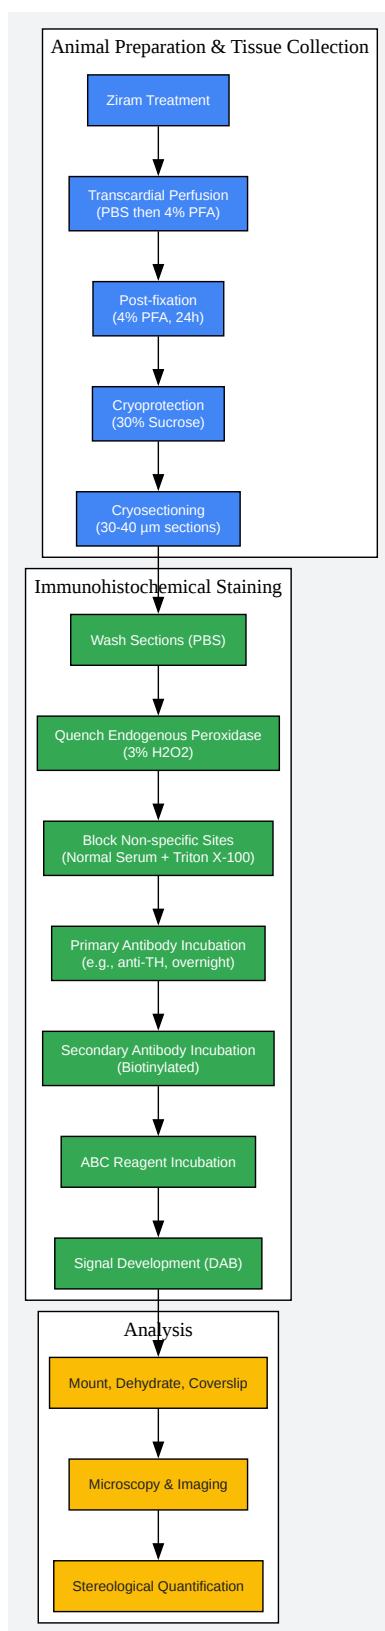 Animal Preparation & Tissue Collection
Ziram Treatment
Transcardial Perfusion
(PBS then 4% PFA)
Post-fixation
(4% PFA, 24h)
Cryoprotection
(30% Sucrose)
Cryosectioning
(30-40 µm sections)
Immunohistochemical Staining
Wash Sections (PBS)
Quench Endogenous Peroxidase
(3% H2O2)
Block Non-specific Sites
(Normal Serum + Triton X-100)
Primary Antibody Incubation
(e.g., anti-TH, overnight)
Secondary Antibody Incubation
(Biotinylated)
ABC Reagent Incubation
Signal Development (DAB)
Analysis
Mount, Dehydrate, Coverslip
Microscopy & Imaging
Stereological Quantification